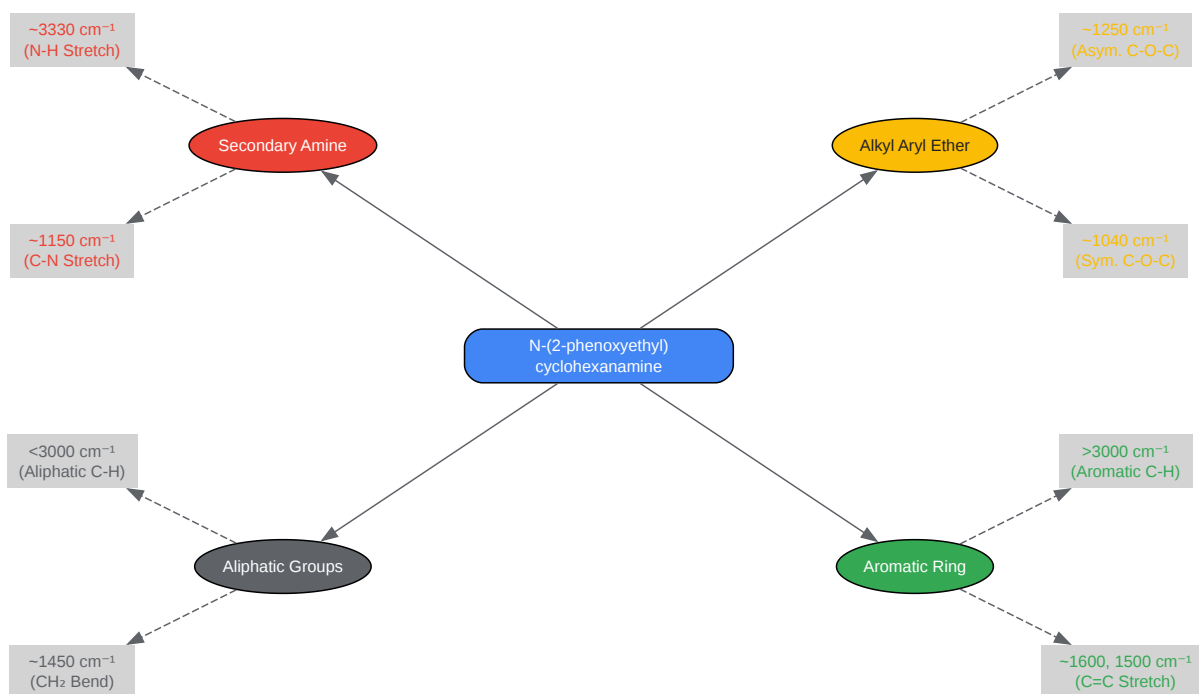 ~3330 cm⁻¹
(N-H Stretch)
~1250 cm⁻¹
(Asym. C-O-C)
Secondary Amine
Alkyl Aryl Ether
~1150 cm⁻¹
(C-N Stretch)
~1040 cm⁻¹
(Sym. C-O-C)
N-(2-phenoxyethyl)
cyclohexanamine
<3000 cm⁻¹
(Aliphatic C-H)
>3000 cm⁻¹
(Aromatic C-H)
Aliphatic Groups
Aromatic Ring
~1450 cm⁻¹
(CH₂ Bend)
~1600, 1500 cm⁻¹
(C=C Stretch)